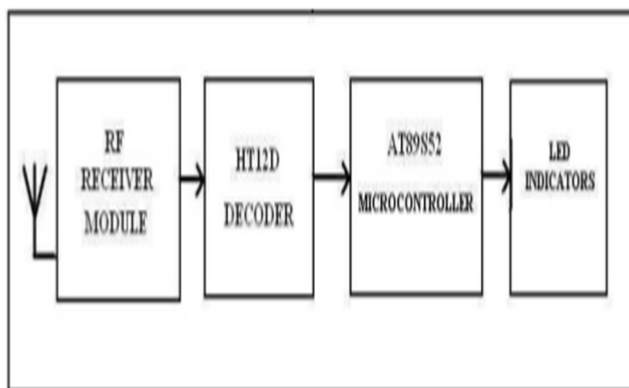 RF
RECEIVER
MODULE
HT12D
DECODER
AT89S52
MICROCONTROLLER
LED
INDICATORS